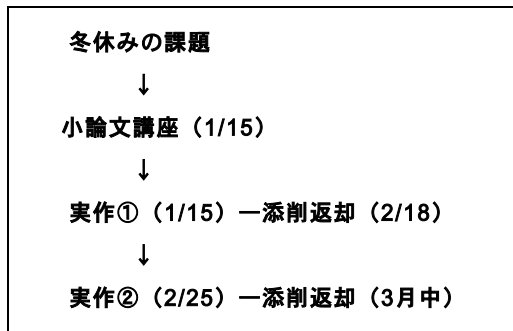 冬休みの課題
↓
小論文講座（1/15）
↓
実作①（1/15）―添削返却（2/18）
↓
実作②（2/25）―添削返却（3月中）